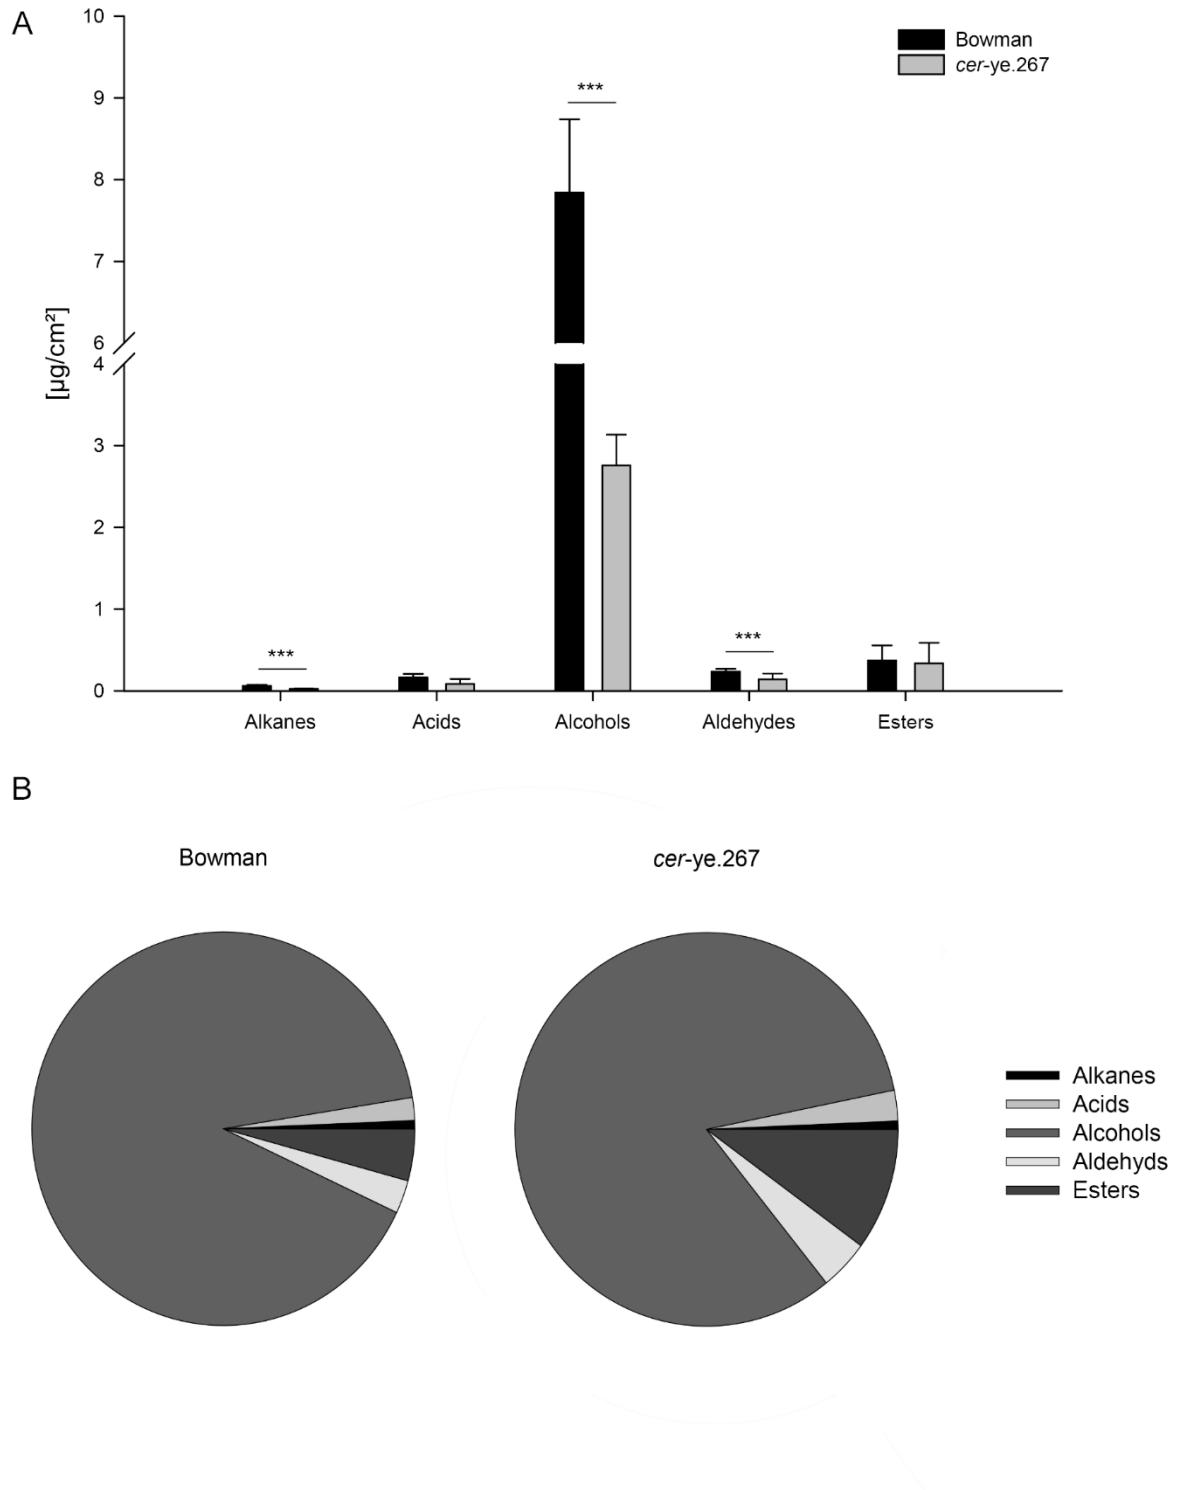 A
Bowman
cer-ye.267
[µg/cm²]
10
9
8
7
6
4
3
2
1
0
***
***
***
Alkanes
Acids
Alcohols
Aldehydes
Esters
B
Bowman
cer-ye.267
Alkanes
Acids
Alcohols
Aldehyds
Esters